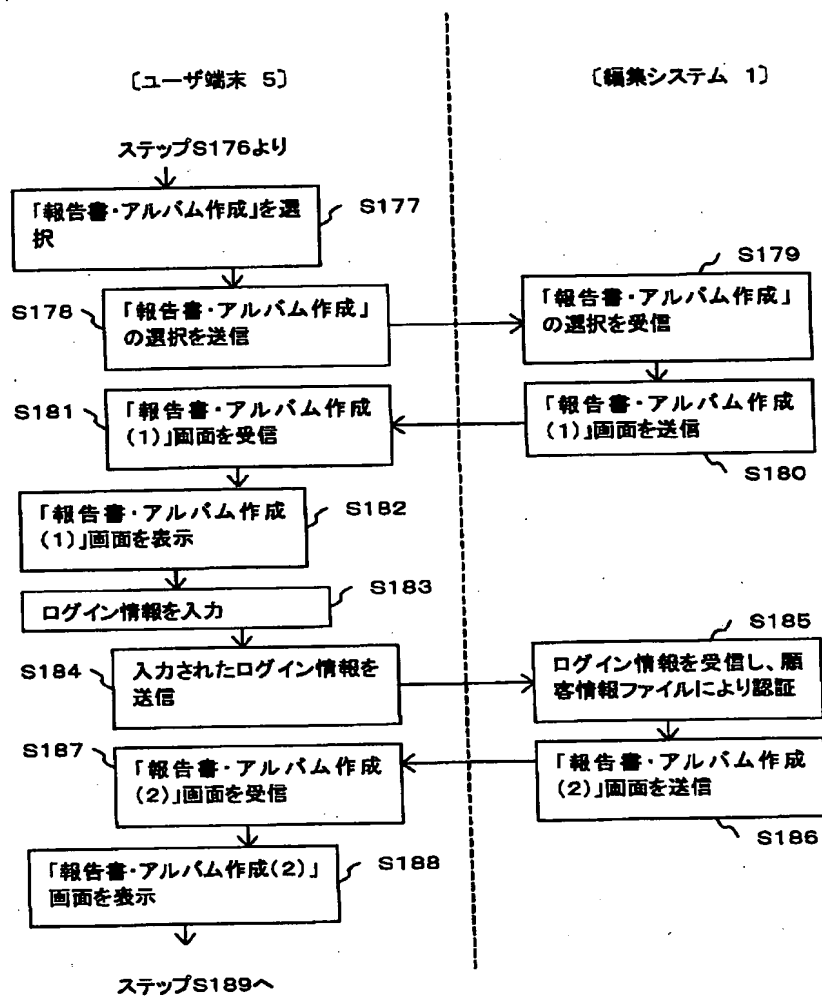 〔ユーザ端末 5〕
〔編集システム 1〕
ステップS176より
「報告書・アルバム作成」を選
択
S177
S178
「報告書・アルバム作成」
の選択を送信
S179
「報告書・アルバム作成」
の選択を受信
S181
「報告書・アルバム作成
(1)」画面を受信
「報告書・アルバム作成
(1)」画面を送信
S180
「報告書・アルバム作成
(1)」画面を表示
S182
ログイン情報を入力
S183
S184
入力されたログイン情報を
送信
S185
ログイン情報を受信し、顧
客情報ファイルにより認証
S187
「報告書・アルバム作成
(2)」画面を受信
「報告書・アルバム作成
(2)」画面を送信
S186
「報告書・アルバム作成(2)」
画面を表示
S188
ステップS189へ